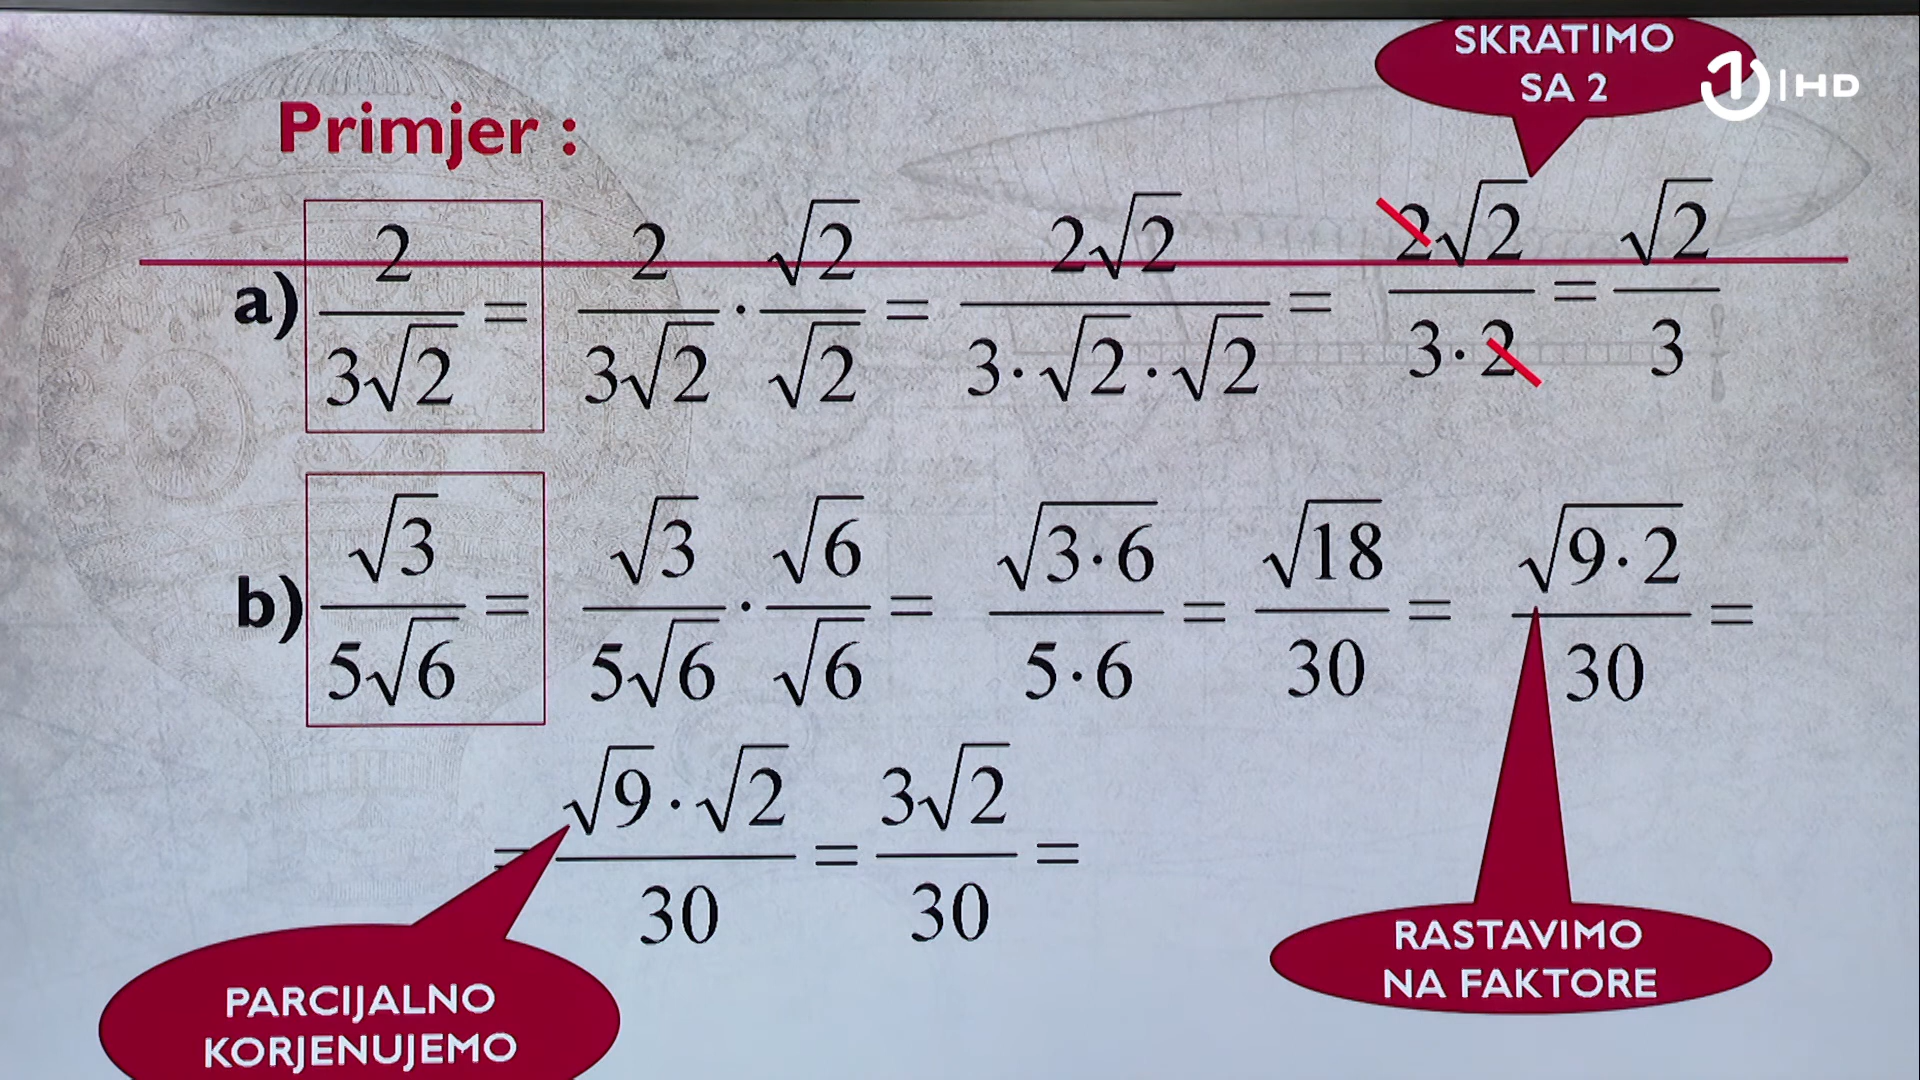 SKRATIMO
SA 2
1 HD
Primjer :
a) 2/(3√2) = 2/(3√2) · √2/√2 = 2√2/(3·√2·√2) = 2√2/(3·2) = √2/3
b) √3/(5√6) = √3/(5√6) · √6/√6 = √(3·6)/(5·6) = √18/30 = √(9·2)/30 =
= (√9·√2)/30 = 3√2/30 =
RASTAVIMO
NA FAKTORE
PARCIJALNO
KORJENUJEMO